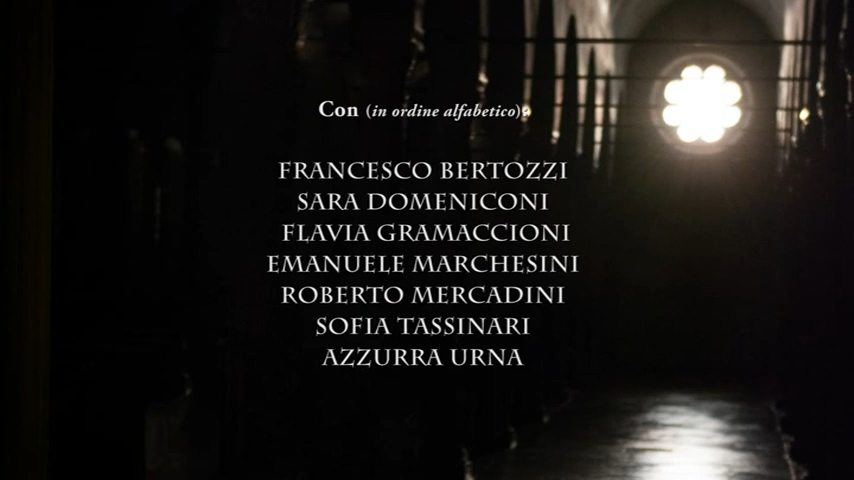 Con (in ordine alfabetico):
FRANCESCO BERTOZZI
SARA DOMENICONI
FLAVIA GRAMACCIONI
EMANUELE MARCHESINI
ROBERTO MERCADINI
SOFIA TASSINARI
AZZURRA URNA